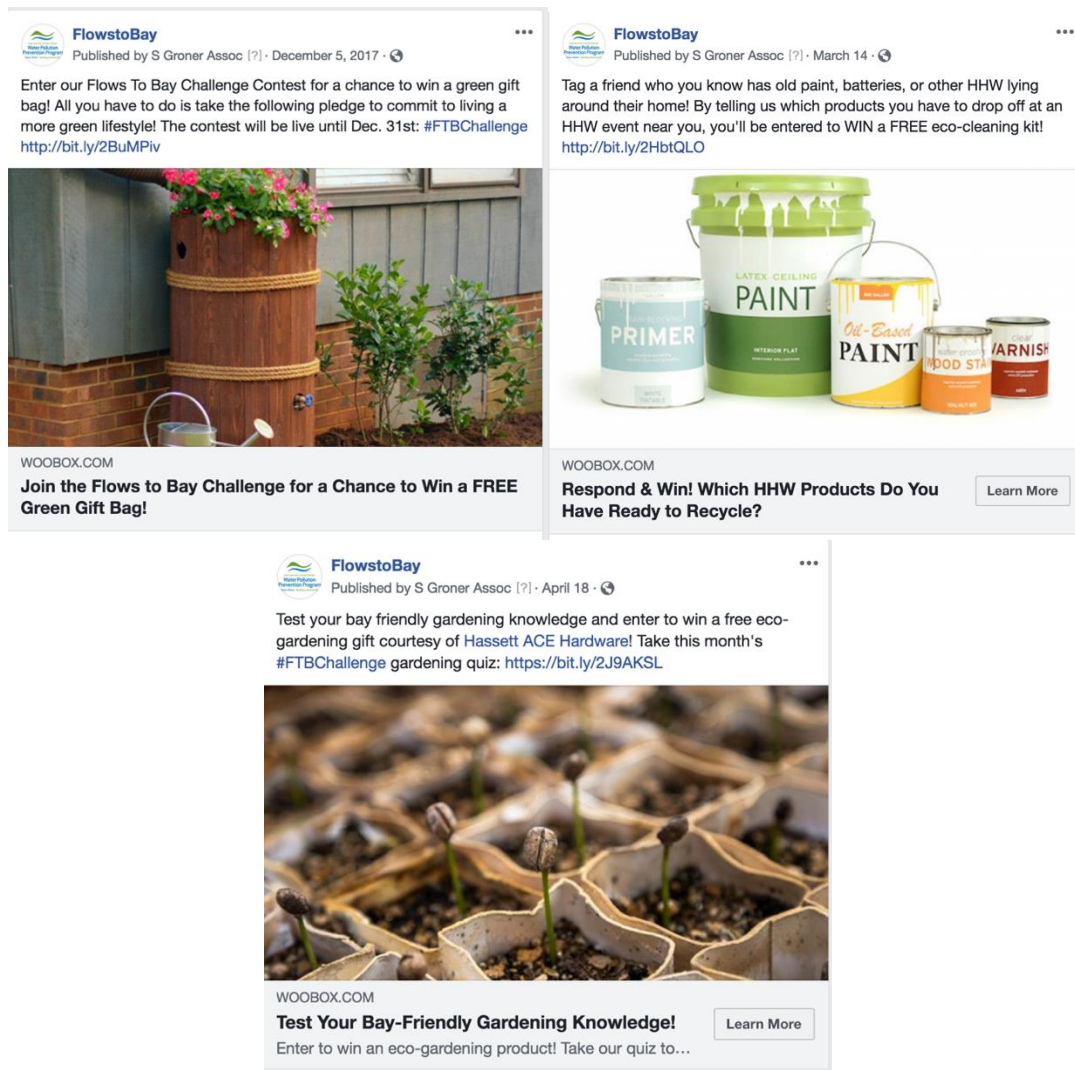 FlowstoBay
Published by S Groner Assoc [?] · December 5, 2017 ·
Enter our Flows To Bay Challenge Contest for a chance to win a green gift
bag! All you have to do is take the following pledge to commit to living a
more green lifestyle! The contest will be live until Dec. 31st: #FTBChallenge
http://bit.ly/2BuMPiv
WOOBOX.COM
Join the Flows to Bay Challenge for a Chance to Win a FREE
Green Gift Bag!
FlowstoBay
Published by S Groner Assoc [?] · March 14 ·
Tag a friend who you know has old paint, batteries, or other HHW lying
around their home! By telling us which products you have to drop off at an
HHW event near you, you'll be entered to WIN a FREE eco-cleaning kit!
http://bit.ly/2HbtQLO
PRIMER
WHITE
LATEX CEILING
PAINT
INTERIOR FLAT
Oil-Based
PAINT
water-proofing
WOOD STAIN
clear
VARNISH
WOOBOX.COM
Respond & Win! Which HHW Products Do You
Have Ready to Recycle?
Learn More
FlowstoBay
Published by S Groner Assoc [?] · April 18 ·
Test your bay friendly gardening knowledge and enter to win a free eco-
gardening gift courtesy of Hassett ACE Hardware! Take this month's
#FTBChallenge gardening quiz: https://bit.ly/2J9AKSL
WOOBOX.COM
Test Your Bay-Friendly Gardening Knowledge!
Enter to win an eco-gardening product! Take our quiz to...
Learn More